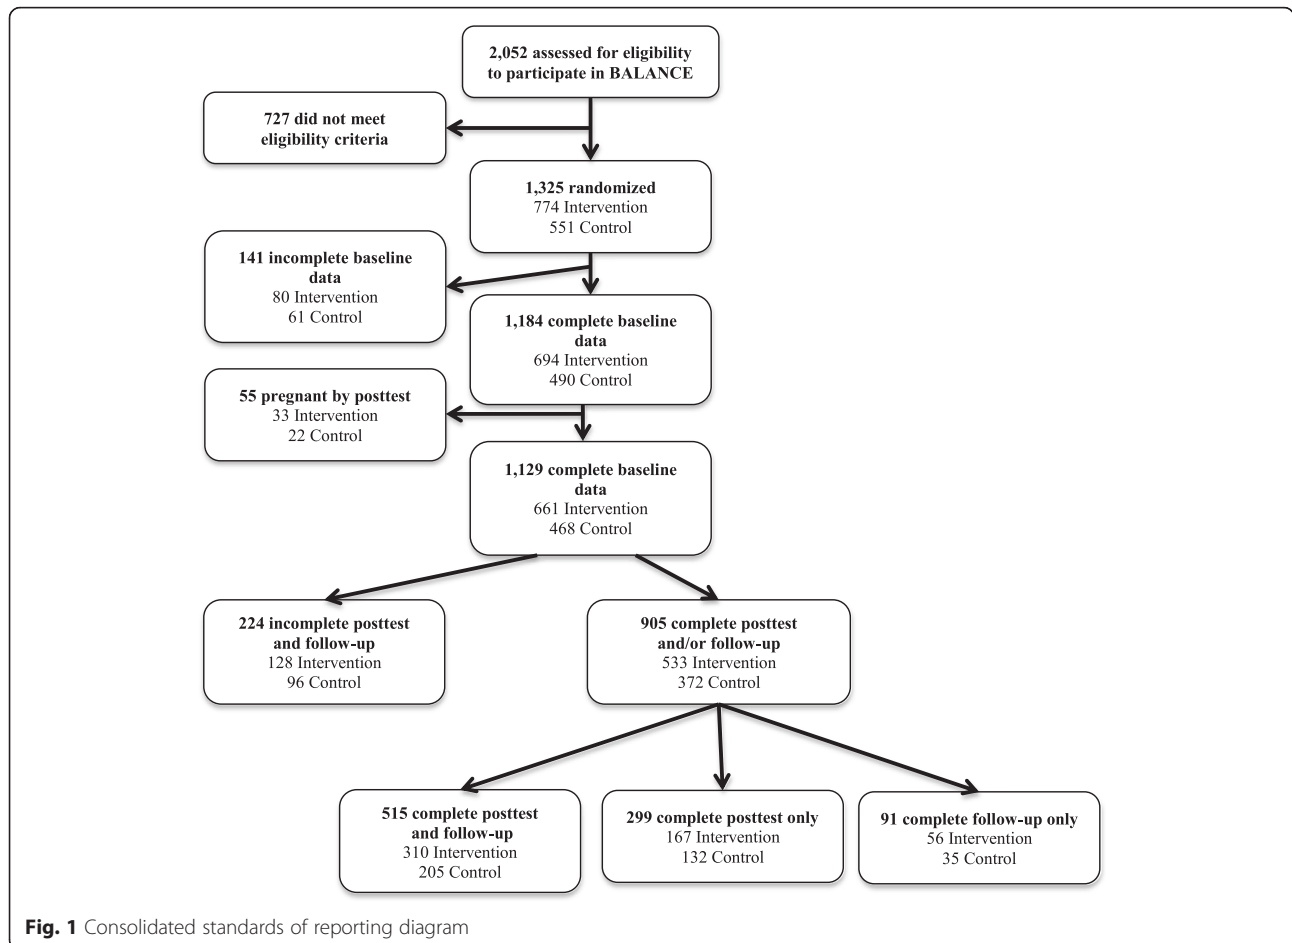 2,052 assessed for eligibility
to participate in BALANCE
727 did not meet
eligibility criteria
1,325 randomized
774 Intervention
551 Control
141 incomplete baseline
data
80 Intervention
61 Control
1,184 complete baseline
data
694 Intervention
490 Control
55 pregnant by posttest
33 Intervention
22 Control
1,129 complete baseline
data
661 Intervention
468 Control
224 incomplete posttest
and follow-up
128 Intervention
96 Control
905 complete posttest
and/or follow-up
533 Intervention
372 Control
515 complete posttest
and follow-up
310 Intervention
205 Control
299 complete posttest only
167 Intervention
132 Control
91 complete follow-up only
56 Intervention
35 Control
Fig. 1 Consolidated standards of reporting diagram